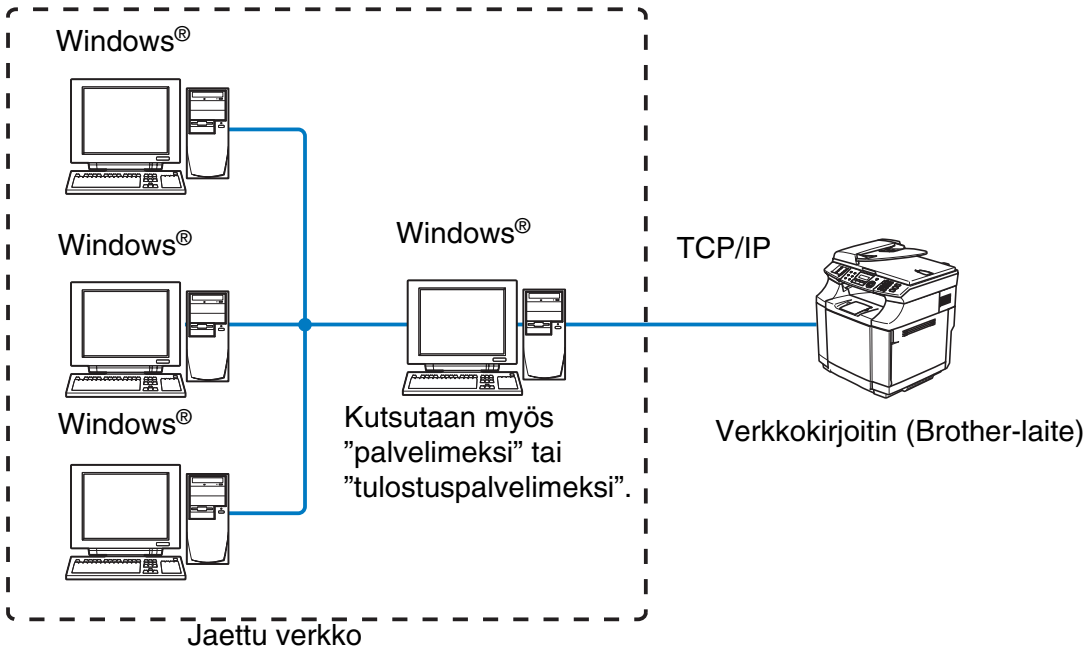 Windows®
Windows®
Windows®
Windows®
Kutsutaan myös
”palvelimeksi” tai
”tulostuspalvelimeksi”.
TCP/IP
Verkkokirjoitin (Brother-laite)
Jaettu verkko